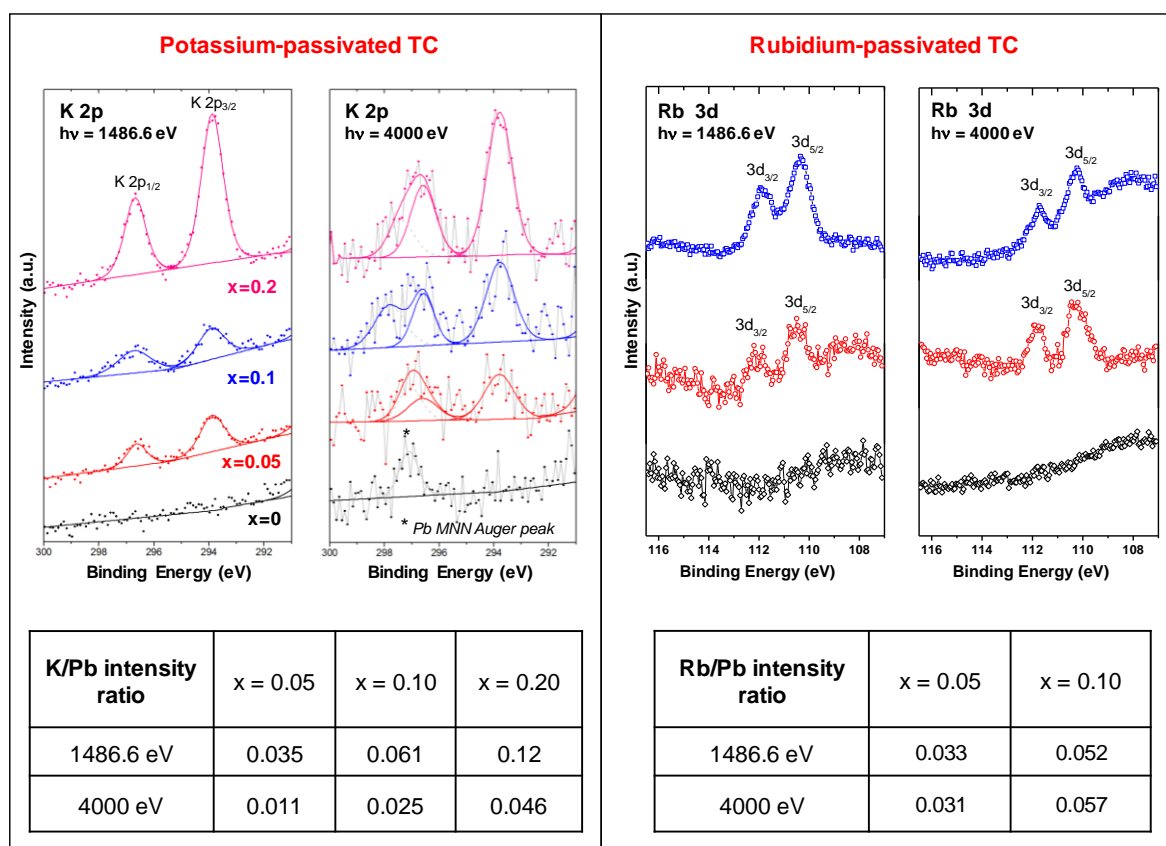 Potassium-passivated TC
K 2p
hν = 1486.6 eV
K 2p3/2
K 2p1/2
x=0.2
x=0.1
x=0.05
x=0
300 298 296 294 292
Binding Energy (eV)
Intensity (a.u.)
K 2p
hν = 4000 eV
*
* Pb MNN Auger peak
300 298 296 294 292
Binding Energy (eV)
K/Pb intensity ratio x = 0.05 x = 0.10 x = 0.20
1486.6 eV 0.035 0.061 0.12
4000 eV 0.011 0.025 0.046
Rubidium-passivated TC
Rb 3d
hν = 1486.6 eV
3d5/2
3d3/2
3d5/2
3d3/2
116 114 112 110 108
Binding Energy (eV)
Intensity (a.u.)
Rb 3d
hν = 4000 eV
3d5/2
3d3/2
3d5/2
3d3/2
116 114 112 110 108
Binding Energy (eV)
Rb/Pb intensity ratio x = 0.05 x = 0.10
1486.6 eV 0.033 0.052
4000 eV 0.031 0.057